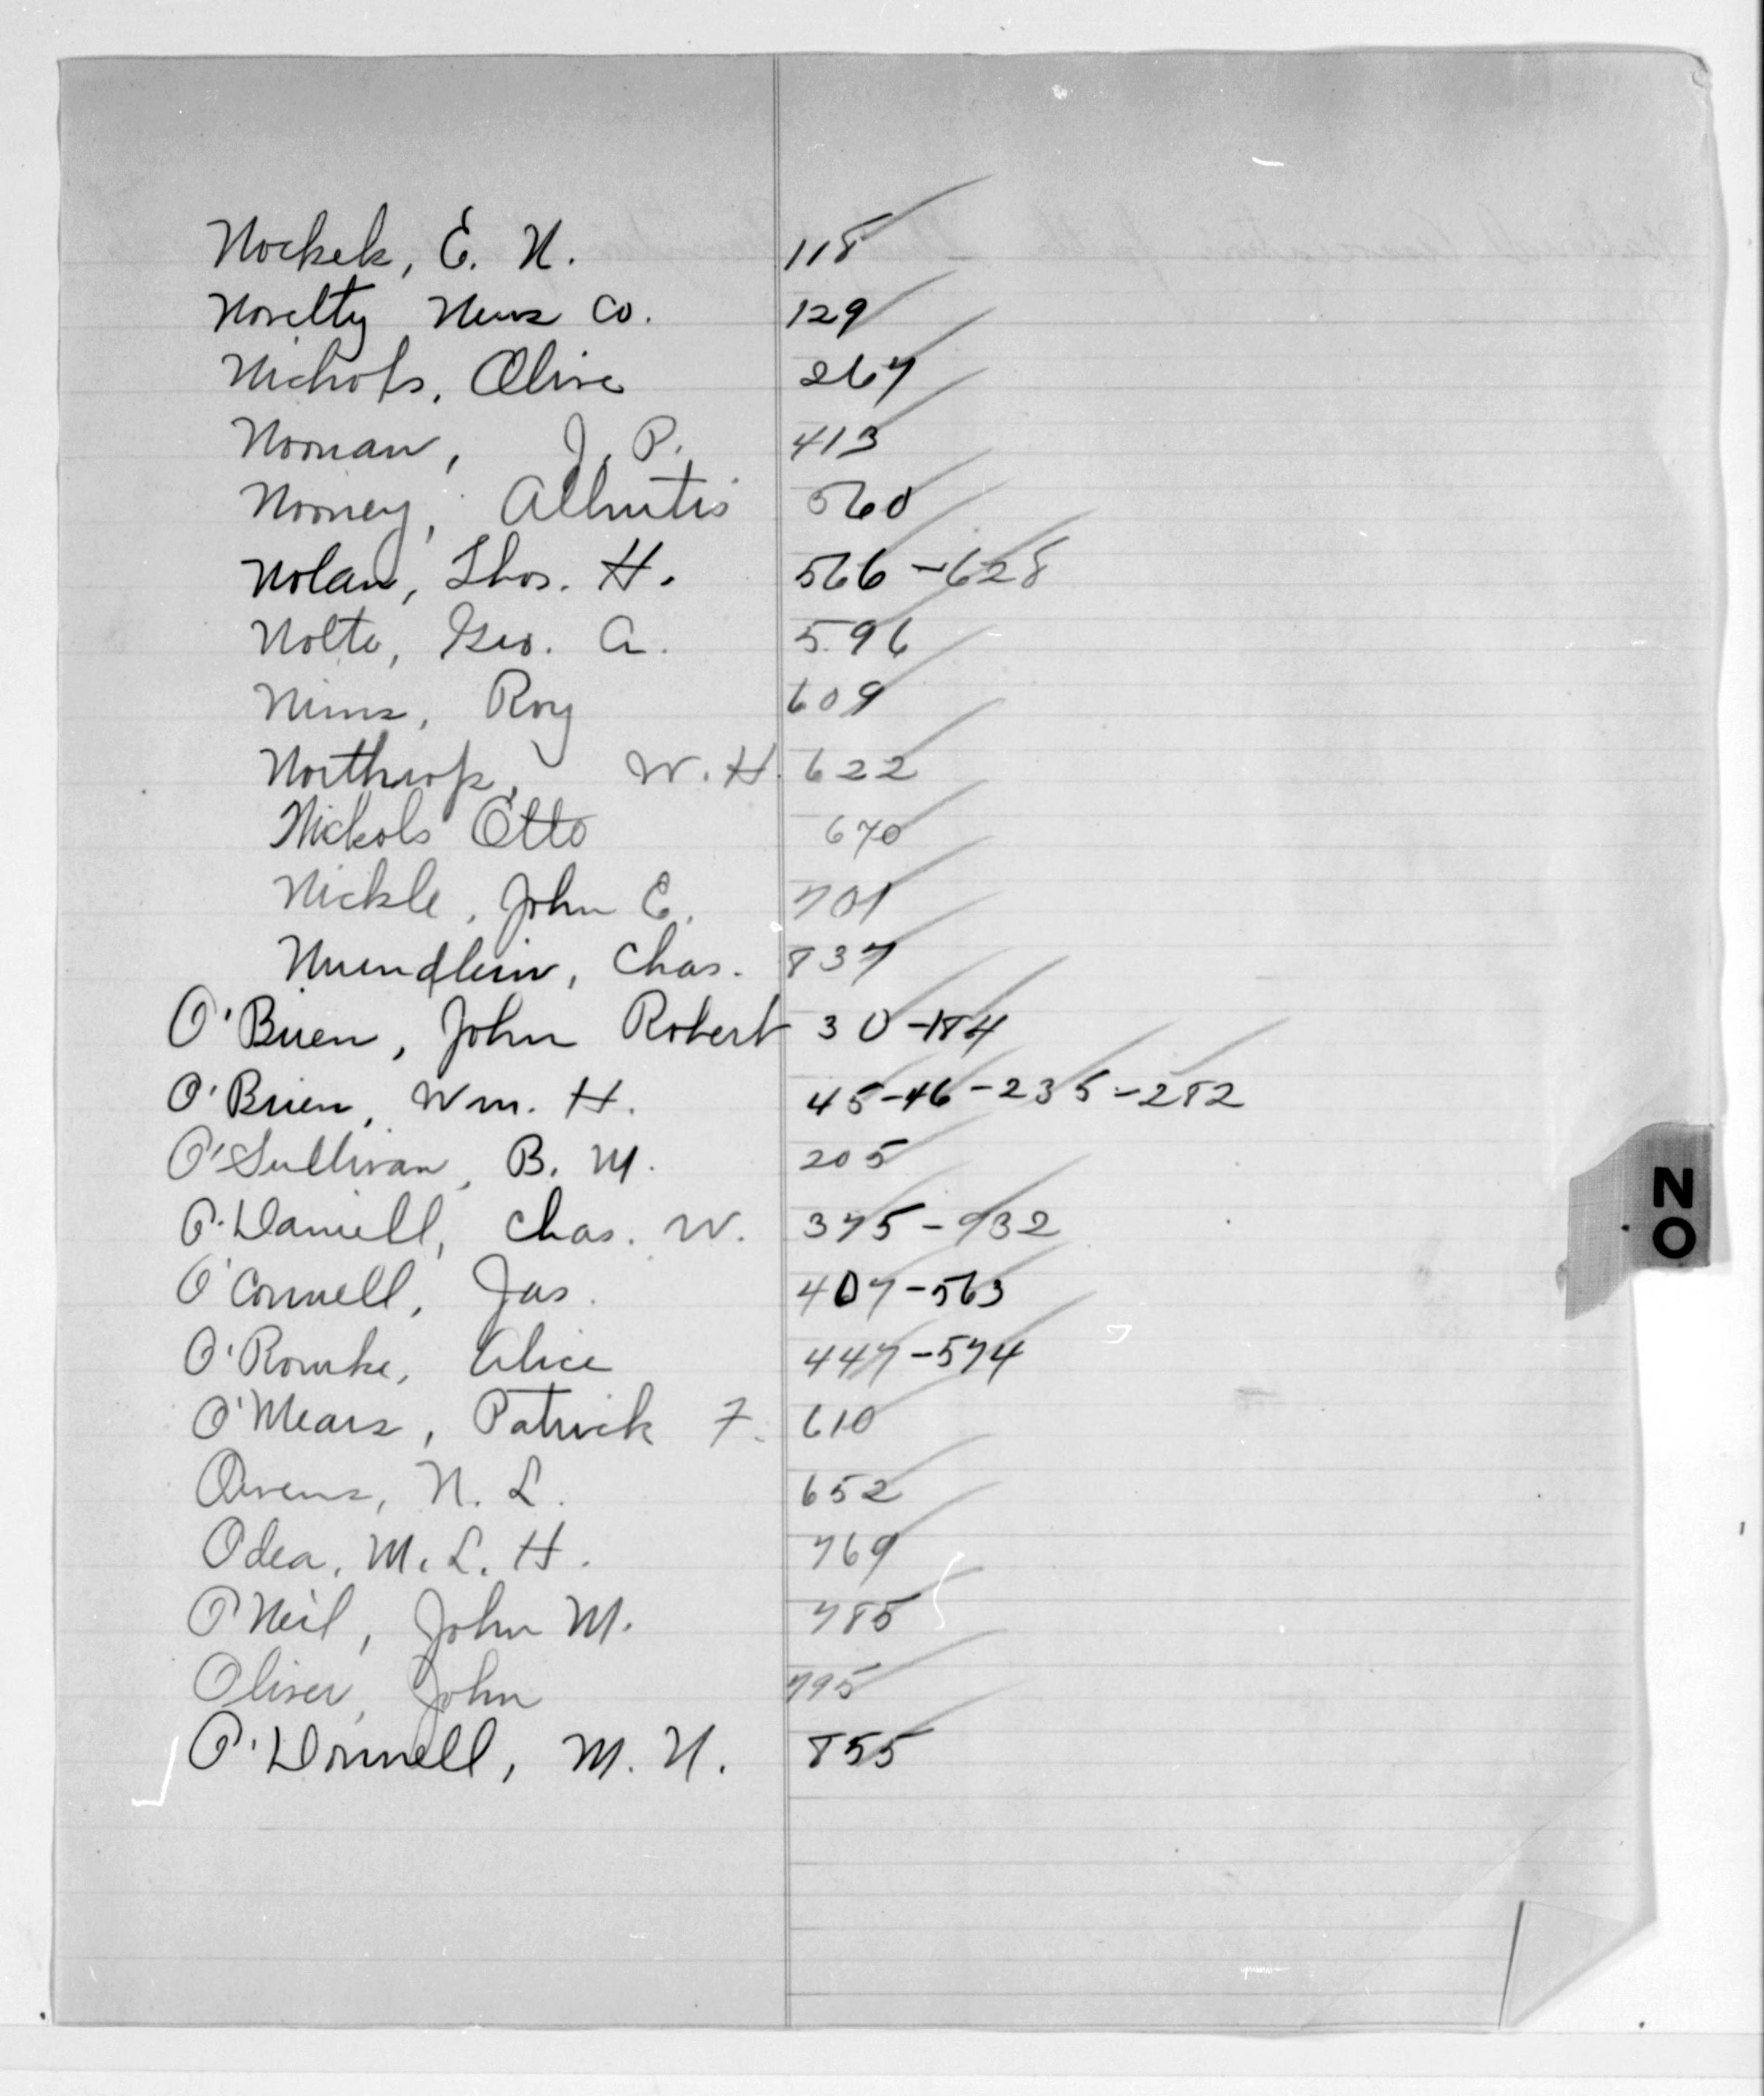 Nockels, E. N. 118
Novelty News Co. 129
Nichols, Olive 267
Noonan, J. P. 413
Nooney, Alburtis 560
Nolan, Thos. H. 566-628
Nolte, Geo. A. 596
Nims, Roy 609
Northrop, W. H. 622
Nickols Otto 670
Nickle, John E. 701
Chas. 837
O'Brien, John Robert 30-184
O'Brien, Wm. H. 45-46-235-282
O'Sullivan, B. M. 205
O'Daniell, Chas. W. 375-932
O'Connell, Jas. 407-563
O'Rourke, Alice 447-574
O'Mears, Patrick F. 610
Owens, N. L. 652
Odea, M. L. H. 769
O'Neil, John M. 785
Oliver, John 795
O'Donnell, M. N. 855
N
O